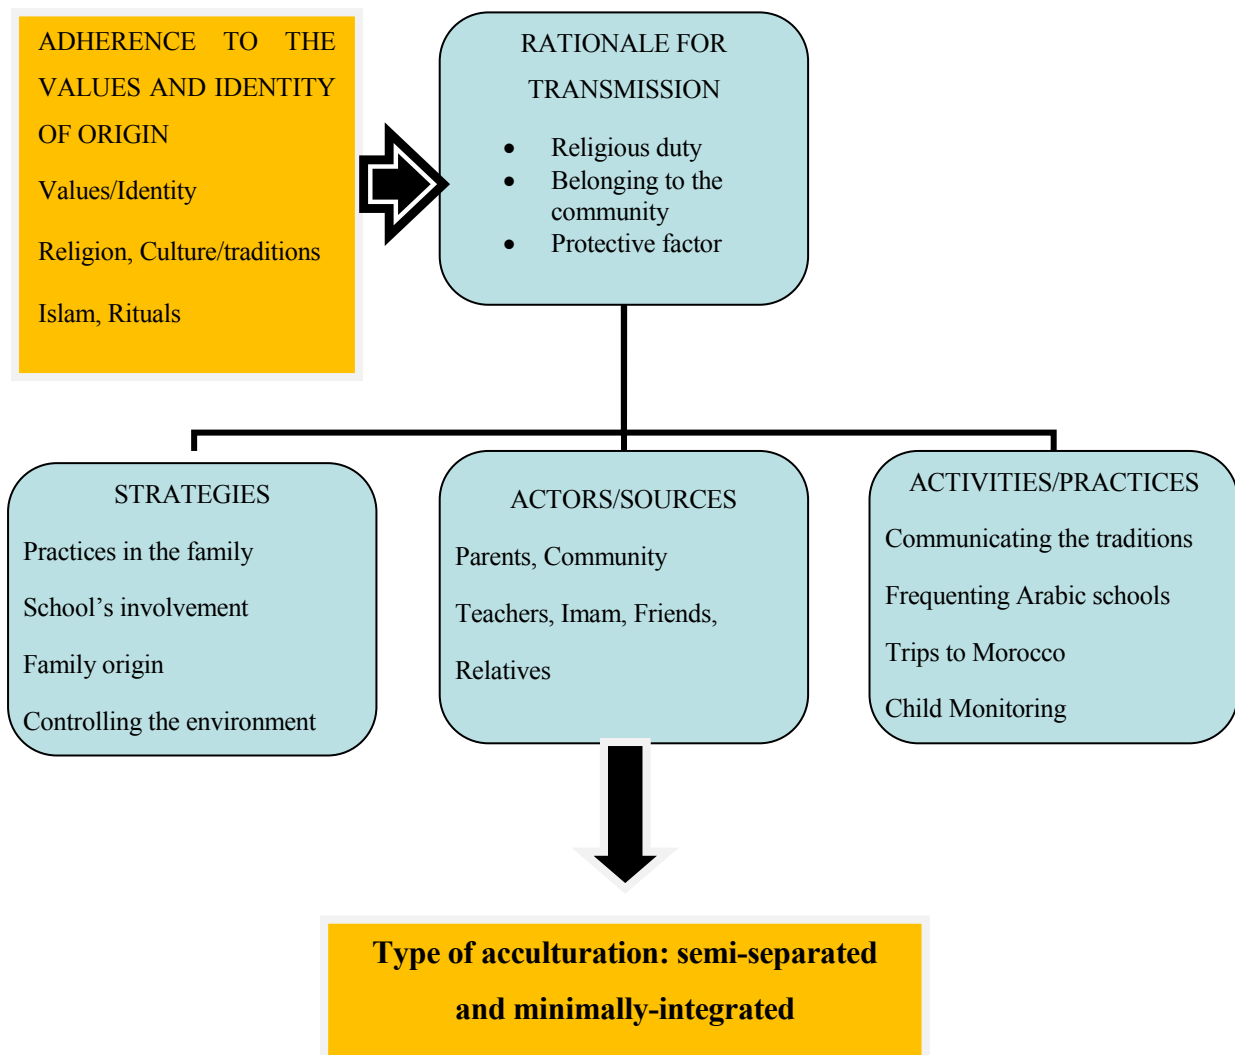 ADHERENCE TO THE
VALUES AND IDENTITY
OF ORIGIN
Values/Identity
Religion, Culture/traditions
Islam, Rituals
RATIONALE FOR
TRANSMISSION
• Religious duty
• Belonging to the
community
• Protective factor
STRATEGIES
Practices in the family
School’s involvement
Family origin
Controlling the environment
ACTORS/SOURCES
Parents, Community
Teachers, Imam, Friends,
Relatives
ACTIVITIES/PRACTICES
Communicating the traditions
Frequenting Arabic schools
Trips to Morocco
Child Monitoring
Type of acculturation: semi-separated
and minimally-integrated